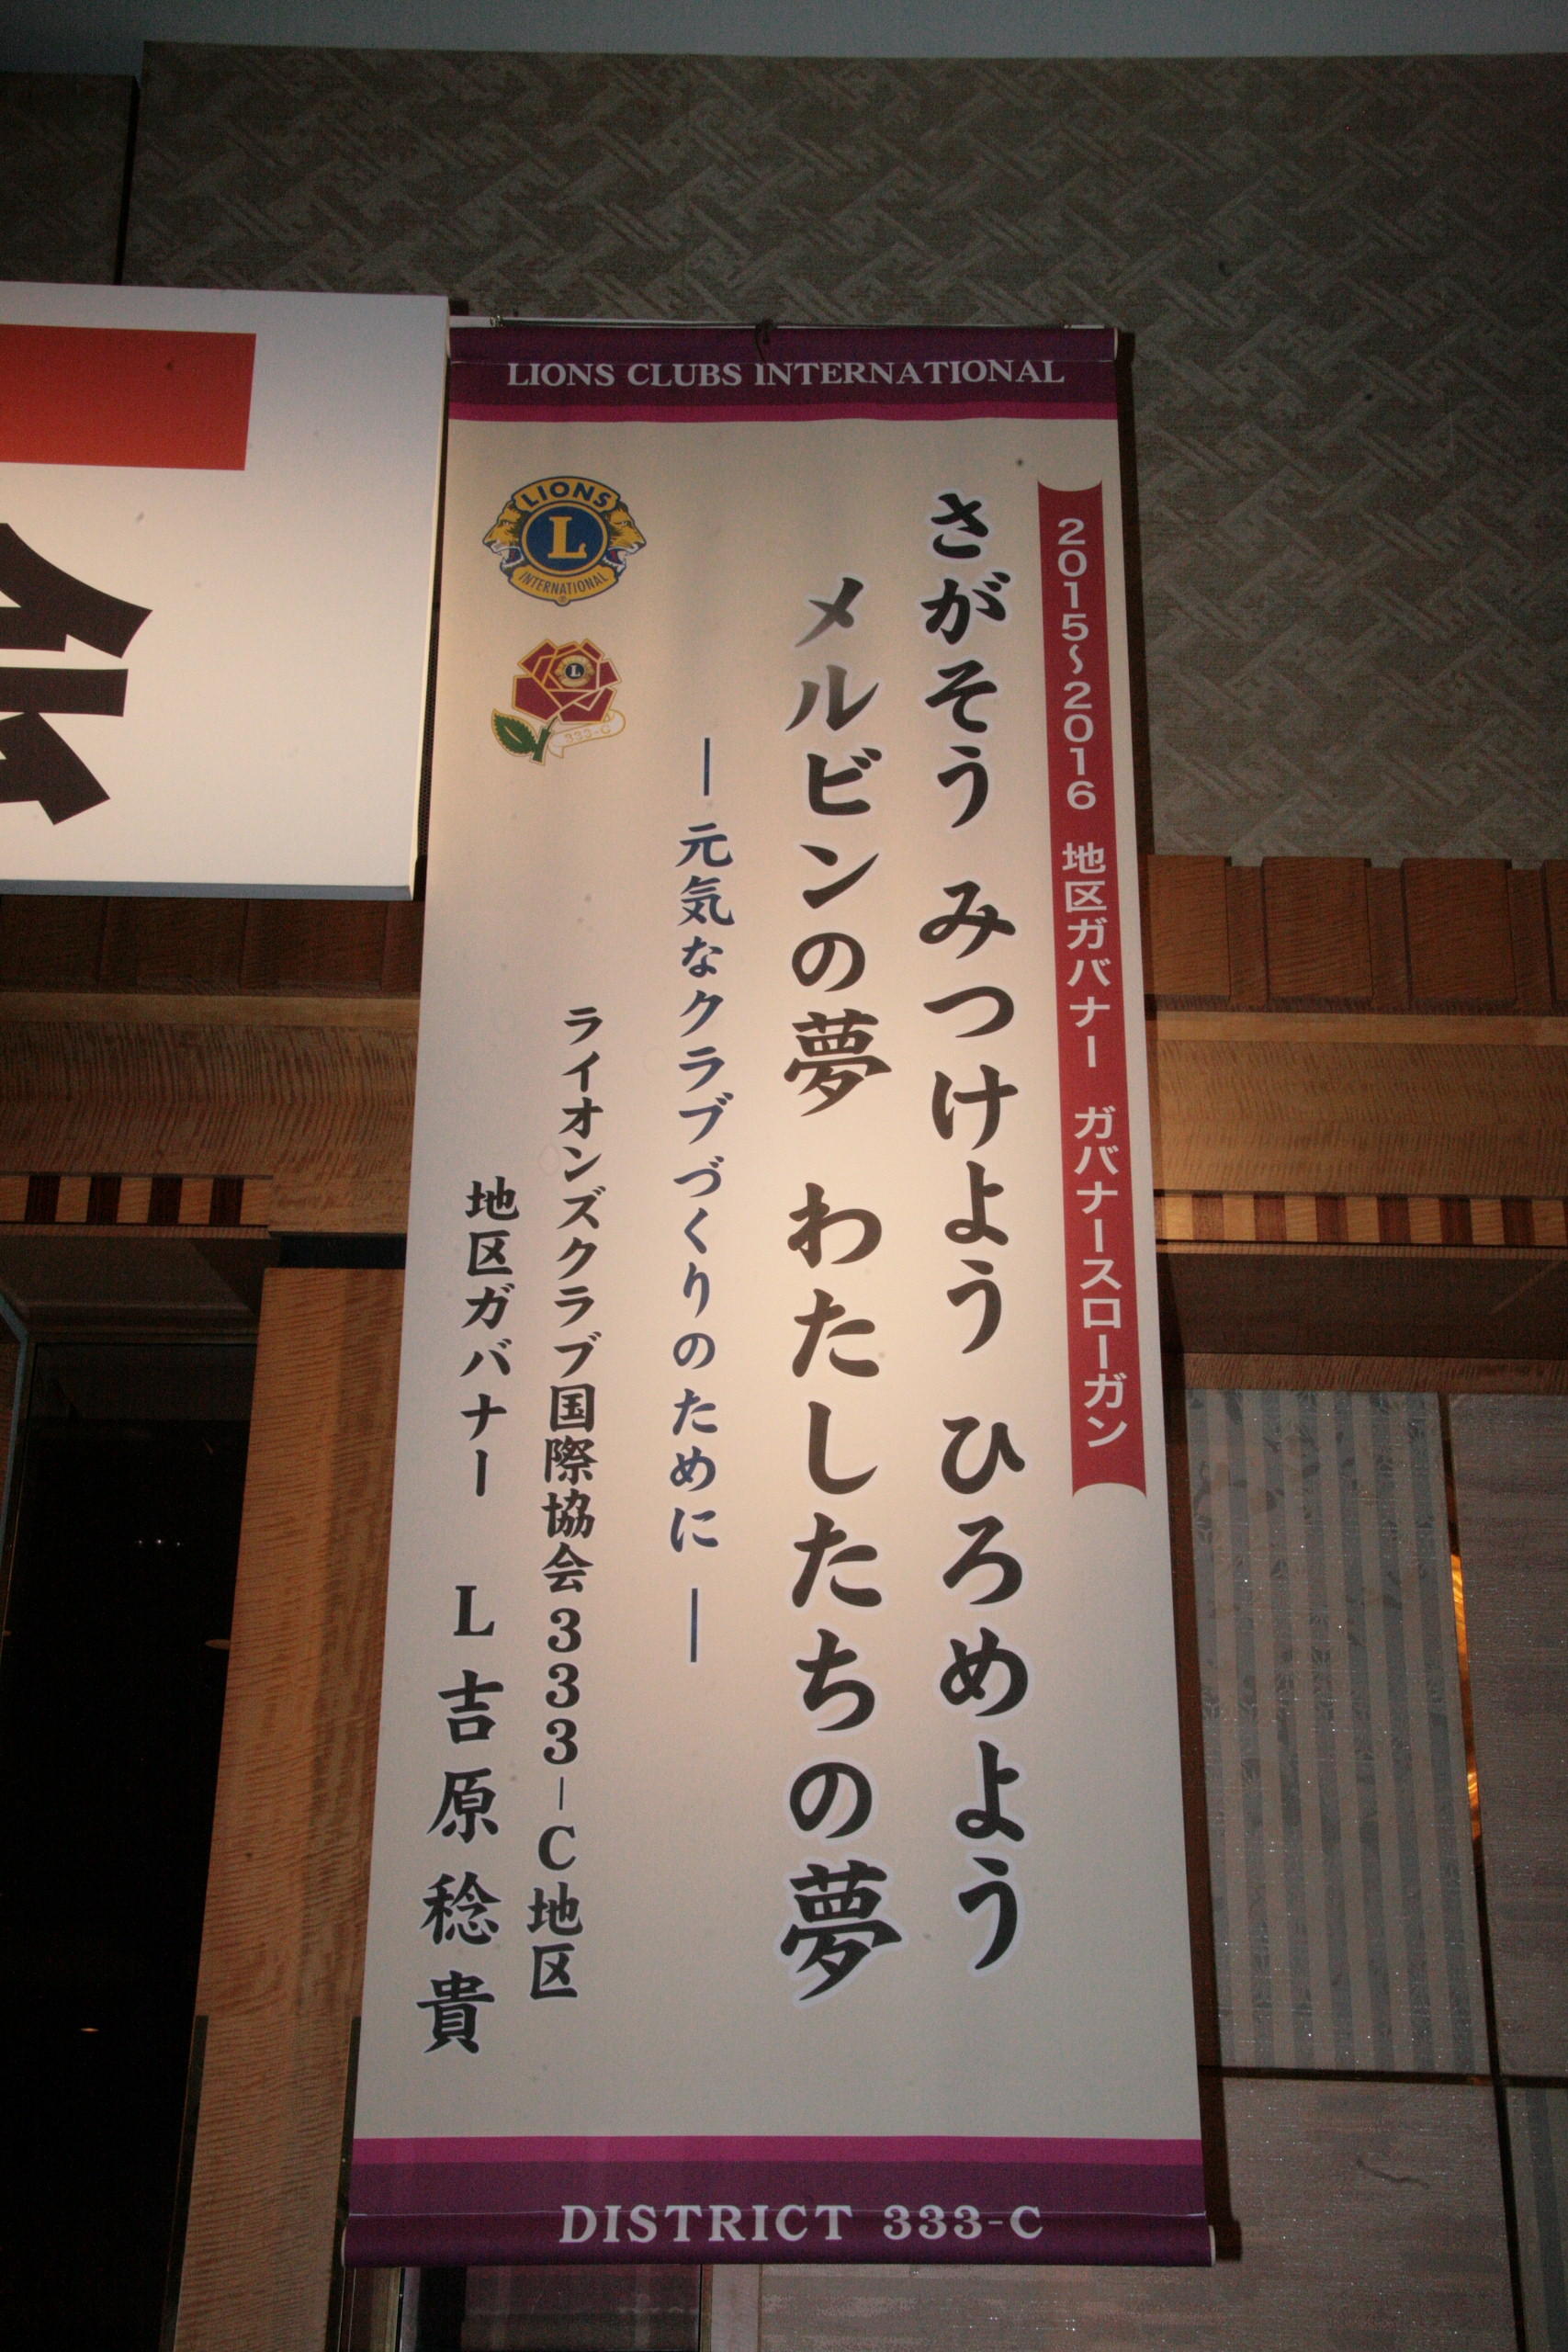 LIONS CLUBS INTERNATIONAL
2015～2016 地区ガバナー ガバナースローガン
さがそう みつけよう ひろめよう
メルビンの夢 わたしたちの夢
―元気なクラブづくりのために―
LIONS
L
INTERNATIONAL
L
333-C
ライオンズクラブ国際協会333－C地区
地区ガバナー L吉原稔貴
DISTRICT 333-C